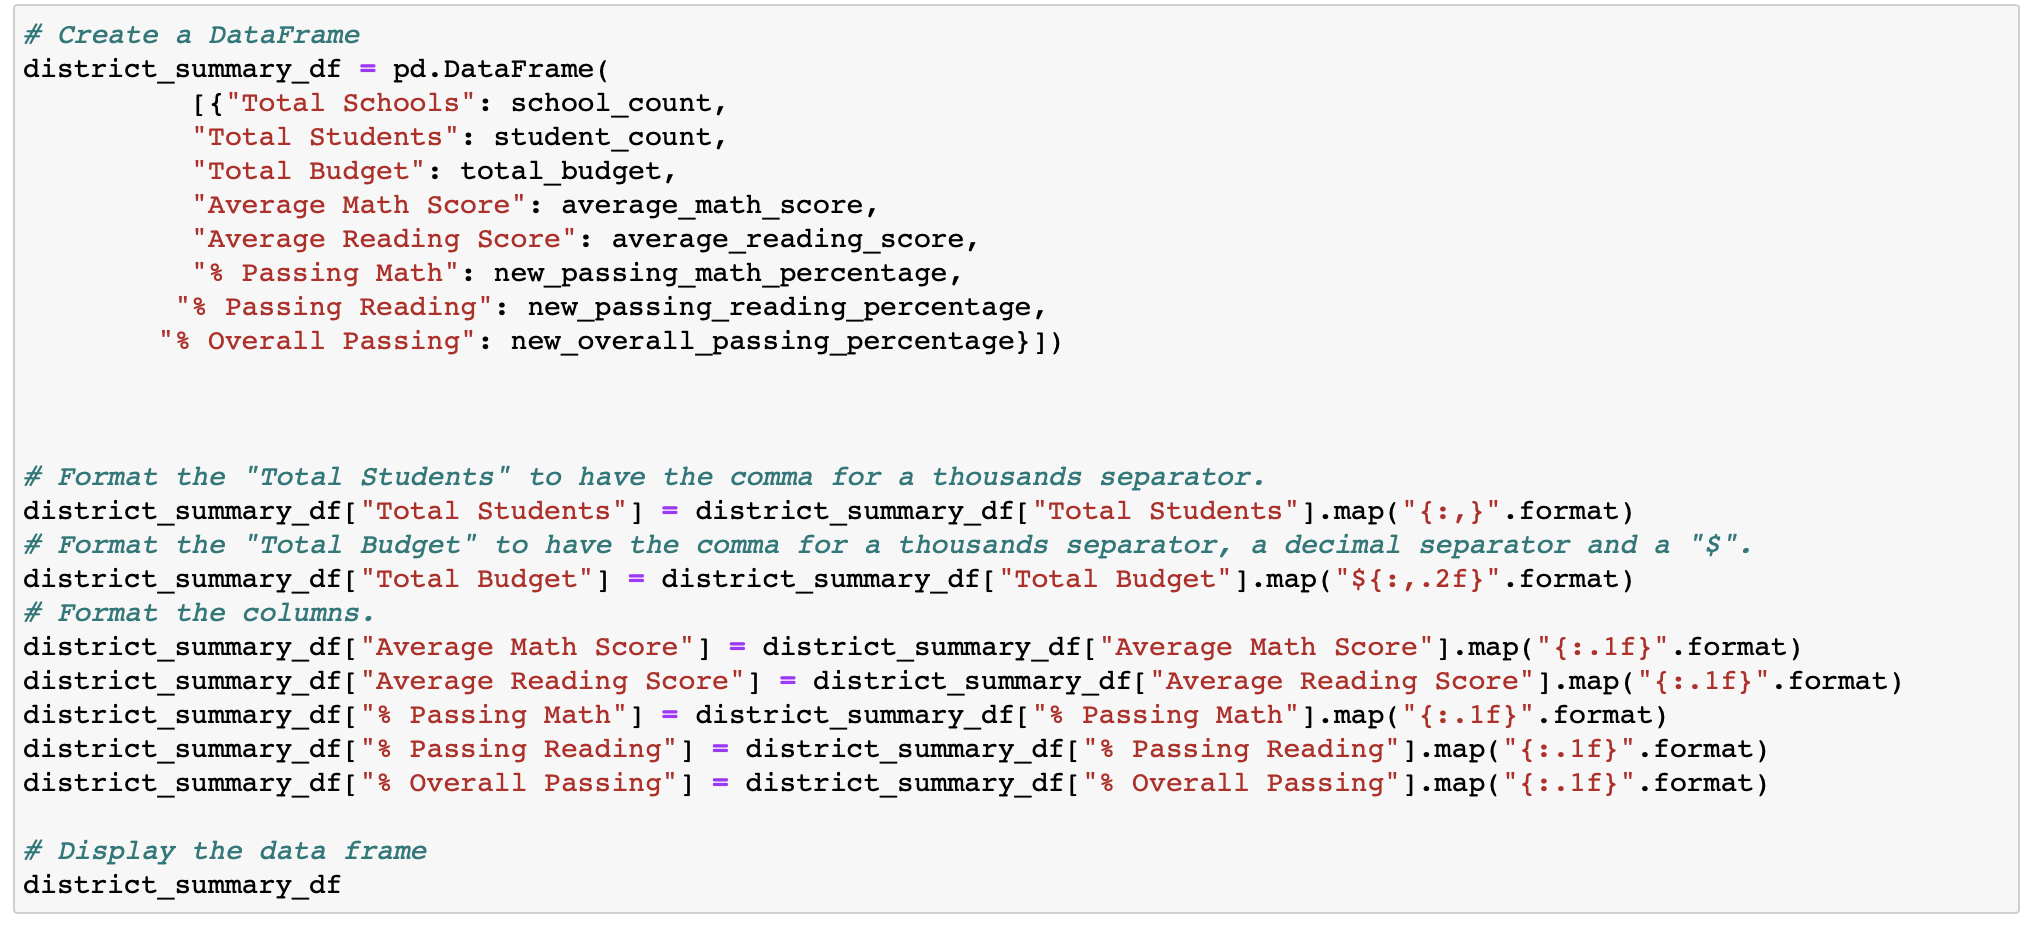 # Create a DataFrame
district_summary_df = pd.DataFrame(
          [{"Total Schools": school_count,
          "Total Students": student_count,
          "Total Budget": total_budget,
          "Average Math Score": average_math_score,
          "Average Reading Score": average_reading_score,
          "% Passing Math": new_passing_math_percentage,
         "% Passing Reading": new_passing_reading_percentage,
        "% Overall Passing": new_overall_passing_percentage}])
# Format the "Total Students" to have the comma for a thousands separator.
district_summary_df["Total Students"] = district_summary_df["Total Students"].map("{:,}".format)
# Format the "Total Budget" to have the comma for a thousands separator, a decimal separator and a "$".
district_summary_df["Total Budget"] = district_summary_df["Total Budget"].map("${:,.2f}".format)
# Format the columns.
district_summary_df["Average Math Score"] = district_summary_df["Average Math Score"].map("{:.1f}".format)
district_summary_df["Average Reading Score"] = district_summary_df["Average Reading Score"].map("{:.1f}".format)
district_summary_df["% Passing Math"] = district_summary_df["% Passing Math"].map("{:.1f}".format)
district_summary_df["% Passing Reading"] = district_summary_df["% Passing Reading"].map("{:.1f}".format)
district_summary_df["% Overall Passing"] = district_summary_df["% Overall Passing"].map("{:.1f}".format)
# Display the data frame
district_summary_df